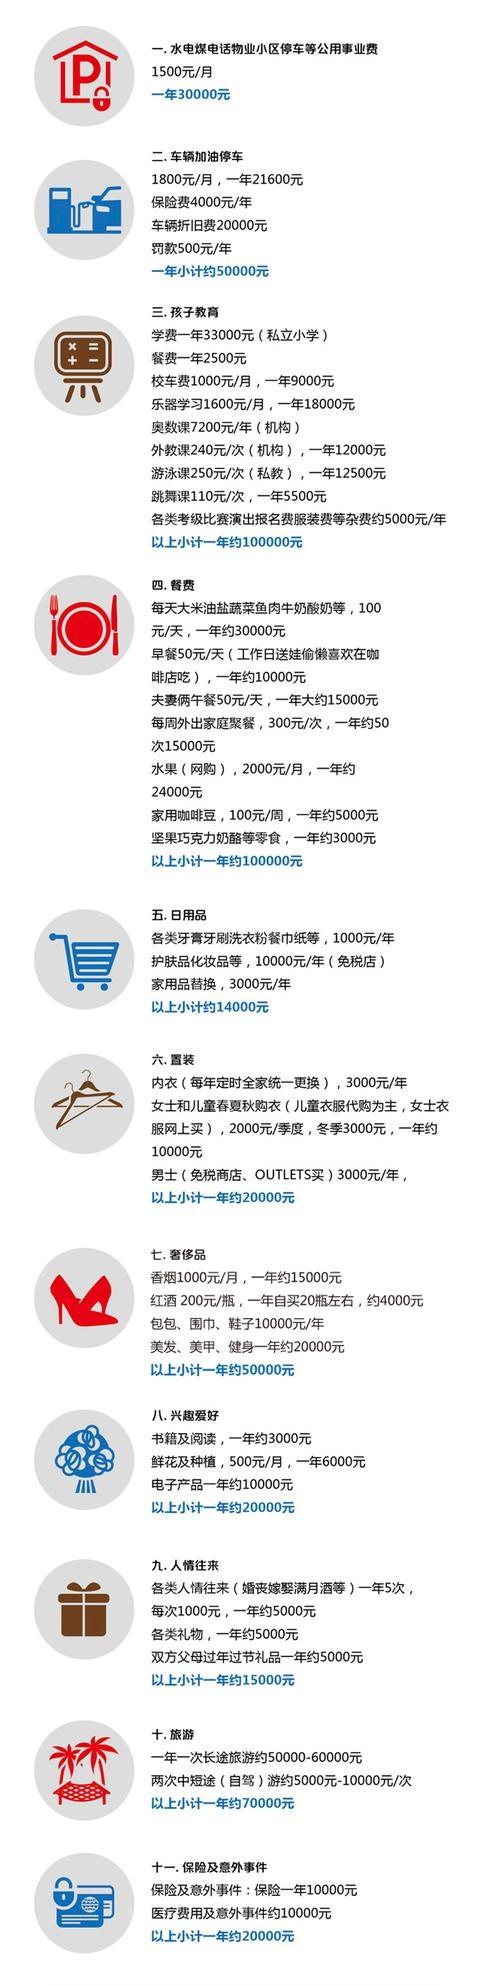 一. 水电煤电话物业小区停车等公用事业费
1500元/月
一年30000元
二. 车辆加油停车
1800元/月，一年21600元
保险费4000元/年
车辆折旧费20000元
罚款500元/年
一年小计约50000元
三. 孩子教育
学费一年33000元（私立小学）
餐费一年2500元
校车费1000元/月，一年9000元
乐器学习1600元/月，一年18000元
奥数课7200元/年（机构）
外教课240元/次（机构），一年12000元
游泳课250元/次（私教），一年12500元
跳舞课110元/次，一年5500元
各类考级比赛演出报名费服装费等杂费约5000元/年
以上小计一年约100000元
四. 餐费
每天大米油盐蔬菜鱼肉牛奶酸奶等，100
元/天，一年约30000元
早餐50元/天（工作日送娃偷懒喜欢在咖
啡店吃），一年约10000元
夫妻俩午餐50元/天，一年大约15000元
每周外出家庭聚餐，300元/次，一年约50
次15000元
水果（网购），2000元/月，一年约
24000元
家用咖啡豆，100元/周，一年约5000元
坚果巧克力奶酪等零食，一年约3000元
以上小计一年约100000元
五. 日用品
各类牙膏牙刷洗衣粉餐巾纸等，1000元/年
护肤品化妆品等，10000元/年（免税店）
家用品替换，3000元/年
以上小计约14000元
六. 置装
内衣（每年定时全家统一更换），3000元/年
女士和儿童春夏秋购衣（儿童衣服代购为主，女士衣
服网上买），2000元/季度，冬季3000元，一年约
10000元
男士（免税商店、OUTLETS买）3000元/年，
以上小计一年约20000元
七. 奢侈品
香烟1000元/月，一年约15000元
红酒 200元/瓶，一年自买20瓶左右，约4000元
包包、围巾、鞋子10000元/年
美发、美甲、健身一年约20000元
以上小计一年约50000元
八. 兴趣爱好
书籍及阅读，一年约3000元
鲜花及种植，500元/月，一年6000元
电子产品一年约10000元
以上小计一年约20000元
九. 人情往来
各类人情往来（婚丧嫁娶满月酒等）一年5次，
每次1000元，一年约5000元
各类礼物，一年约5000元
双方父母过年过节礼品一年约5000元
以上小计一年约15000元
十. 旅游
一年一次长途旅游约50000-60000元
两次中短途（自驾）游约5000元-10000元/次
以上小计一年约70000元
十一. 保险及意外事件
保险及意外事件：保险一年10000元
医疗费用及意外事件约10000元
以上小计一年约20000元